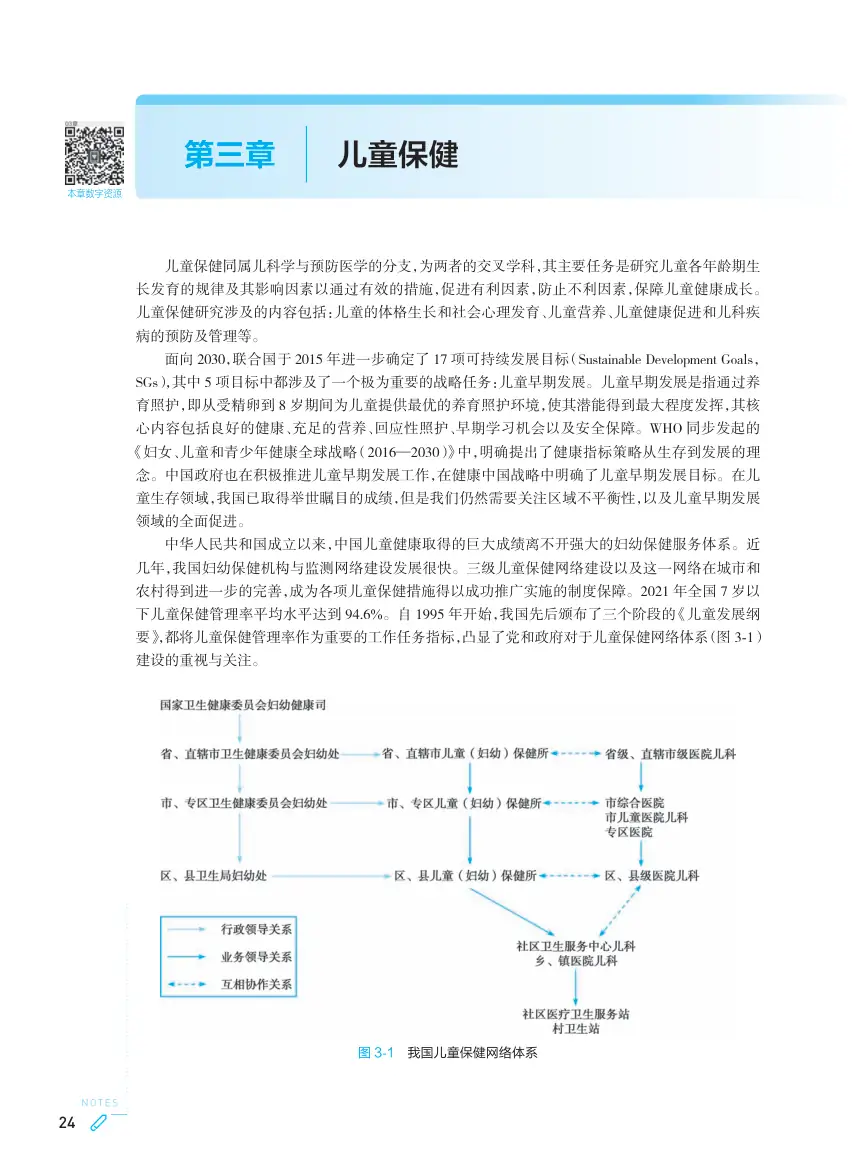 03章
本章数字资源
第三章 儿童保健
儿童保健同属儿科学与预防医学的分支，为两者的交叉学科，其主要任务是研究儿童各年龄期生
长发育的规律及其影响因素以通过有效的措施，促进有利因素，防止不利因素，保障儿童健康成长。
儿童保健研究涉及的内容包括：儿童的体格生长和社会心理发育、儿童营养、儿童健康促进和儿科疾
病的预防及管理等。
面向 2030，联合国于 2015 年进一步确定了 17 项可持续发展目标（Sustainable Development Goals，
SGs），其中 5 项目标中都涉及了一个极为重要的战略任务：儿童早期发展。儿童早期发展是指通过养
育照护，即从受精卵到 8 岁期间为儿童提供最优的养育照护环境，使其潜能得到最大程度发挥，其核
心内容包括良好的健康、充足的营养、回应性照护、早期学习机会以及安全保障。WHO 同步发起的
《妇女、儿童和青少年健康全球战略（2016—2030）》中，明确提出了健康指标策略从生存到发展的理
念。中国政府也在积极推进儿童早期发展工作，在健康中国战略中明确了儿童早期发展目标。在儿
童生存领域，我国已取得举世瞩目的成绩，但是我们仍然需要关注区域不平衡性，以及儿童早期发展
领域的全面促进。
中华人民共和国成立以来，中国儿童健康取得的巨大成绩离不开强大的妇幼保健服务体系。近
几年，我国妇幼保健机构与监测网络建设发展很快。三级儿童保健网络建设以及这一网络在城市和
农村得到进一步的完善，成为各项儿童保健措施得以成功推广实施的制度保障。2021 年全国 7 岁以
下儿童保健管理率平均水平达到 94.6%。自 1995 年开始，我国先后颁布了三个阶段的《儿童发展纲
要》，都将儿童保健管理率作为重要的工作任务指标，凸显了党和政府对于儿童保健网络体系（图 3-1）
建设的重视与关注。
国家卫生健康委员会妇幼健康司
省、直辖市卫生健康委员会妇幼处 省、直辖市儿童（妇幼）保健所 省级、直辖市级医院儿科
市、专区卫生健康委员会妇幼处 市、专区儿童（妇幼）保健所 市综合医院
市儿童医院儿科
专区医院
区、县卫生局妇幼处 区、县儿童（妇幼）保健所 区、县级医院儿科
行政领导关系
业务领导关系
互相协作关系
社区卫生服务中心儿科
乡、镇医院儿科
社区医疗卫生服务站
村卫生站
图 3-1 我国儿童保健网络体系
NOTES
24